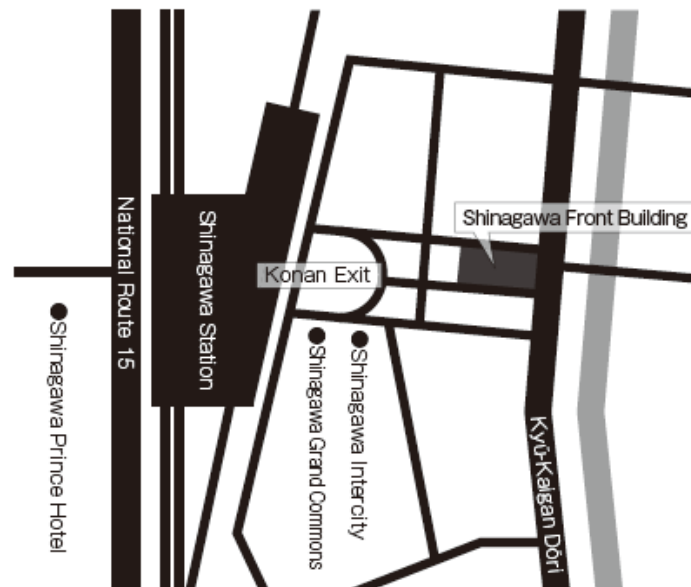 National Route 15
Shinagawa Station
Shinagawa Front Building
Konan Exit
Shinagawa Prince Hotel
Shinagawa Grand Commons
Shinagawa Intercity
Kyū-Kaigan Dōri